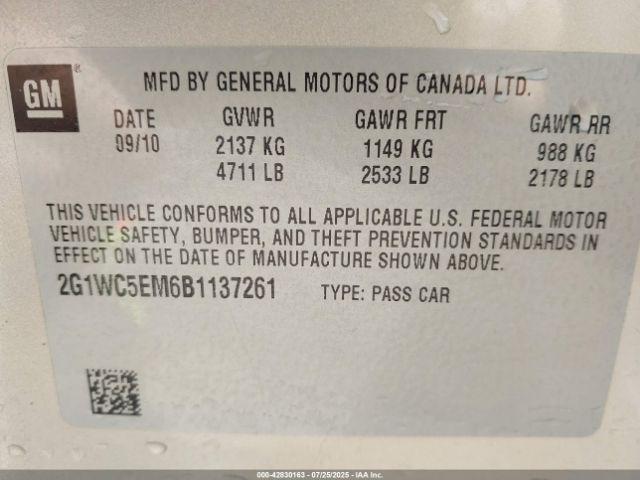 GM®
MFD BY GENERAL MOTORS OF CANADA LTD.
DATE GVWR GAWR FRT GAWR RR
09/10 2137 KG 1149 KG 988 KG
4711 LB 2533 LB 2178 LB
THIS VEHICLE CONFORMS TO ALL APPLICABLE U.S. FEDERAL MOTOR
VEHICLE SAFETY, BUMPER, AND THEFT PREVENTION STANDARDS IN
EFFECT ON THE DATE OF MANUFACTURE SHOWN ABOVE.
2G1WC5EM6B1137261 TYPE: PASS CAR
000-42830163 - 07/25/2025 - IAA Inc.